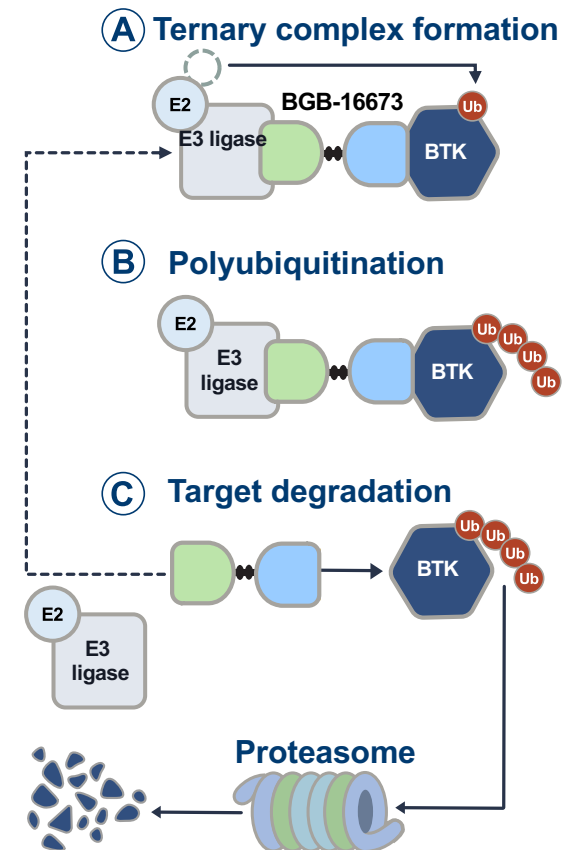 A Ternary complex formation
E2
BGB-16673
Ub
E3 ligase
BTK
B Polyubiquitination
E2
E3
ligase
BTK
Ub
Ub
Ub
Ub
C Target degradation
BTK
Ub
Ub
Ub
Ub
E2
E3
ligase
Proteasome